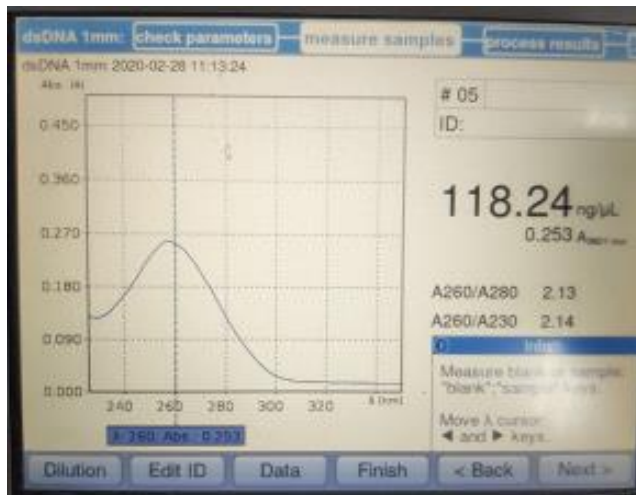 dsDNA 1mm: check parameters measure samples process results
dsDNA 1mm 2020-02-28 11:13:24
Abs. (A)
# 05
ID:
0.450
0.360
0.270
0.180
0.090
0.000
240 260 280 300 320 λ (nm)
λ: 260, Abs.: 0.253
118.24 ng/µL
0.253
A260/A280 2.13
A260/A230 2.14
Info:
Measure blank or sample:
"blank","sample" keys.
Move λ cursor:
◄ and ► keys.
Dilution Edit ID Data Finish < Back Next >